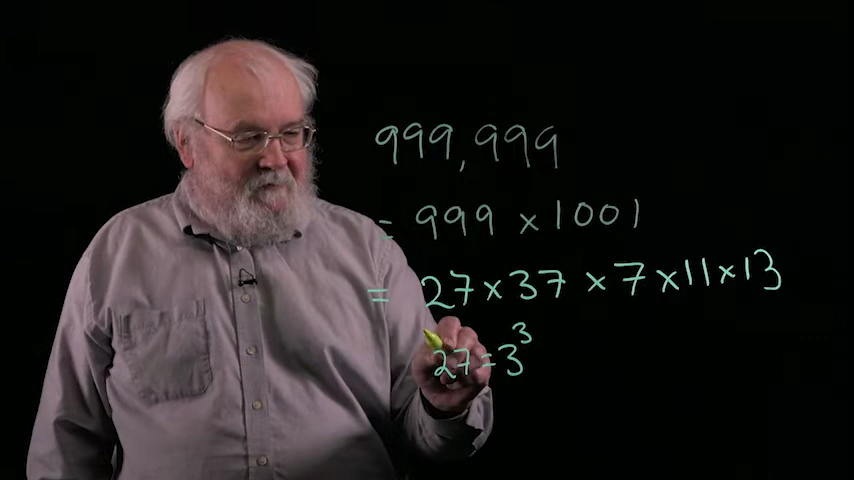 999,999
= 999 × 1001
= 27 × 37 × 7 × 11 × 13
27 = 3³